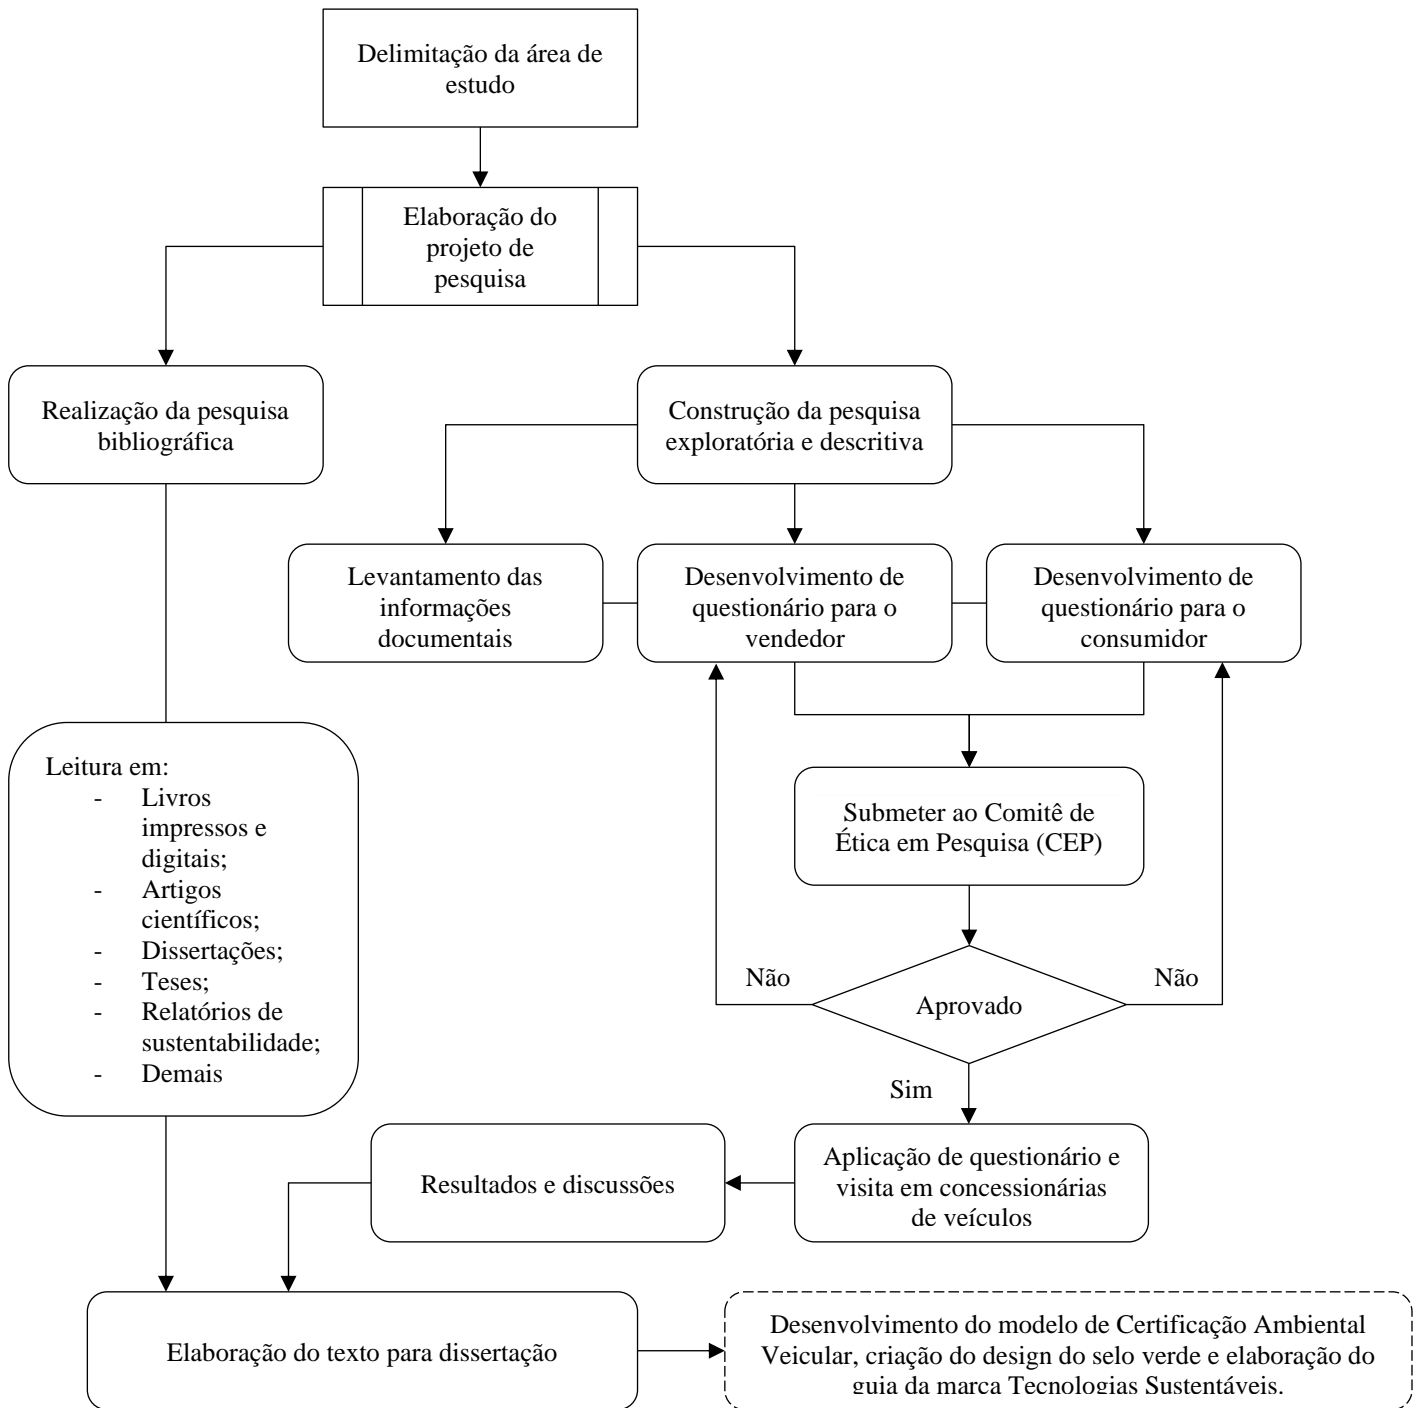 Delimitação da área de
estudo
Elaboração do
projeto de
pesquisa
Realização da pesquisa
bibliográfica
Construção da pesquisa
exploratória e descritiva
Levantamento das
informações
documentais
Desenvolvimento de
questionário para o
vendedor
Desenvolvimento de
questionário para o
consumidor
Leitura em:
- Livros
impressos e
digitais;
- Artigos
científicos;
- Dissertações;
- Teses;
- Relatórios de
sustentabilidade;
- Demais
Submeter ao Comitê de
Ética em Pesquisa (CEP)
Não
Aprovado
Não
Sim
Aplicação de questionário e
visita em concessionárias
de veículos
Resultados e discussões
Elaboração do texto para dissertação
Desenvolvimento do modelo de Certificação Ambiental
Veicular, criação do design do selo verde e elaboração do
guia da marca Tecnologias Sustentáveis.